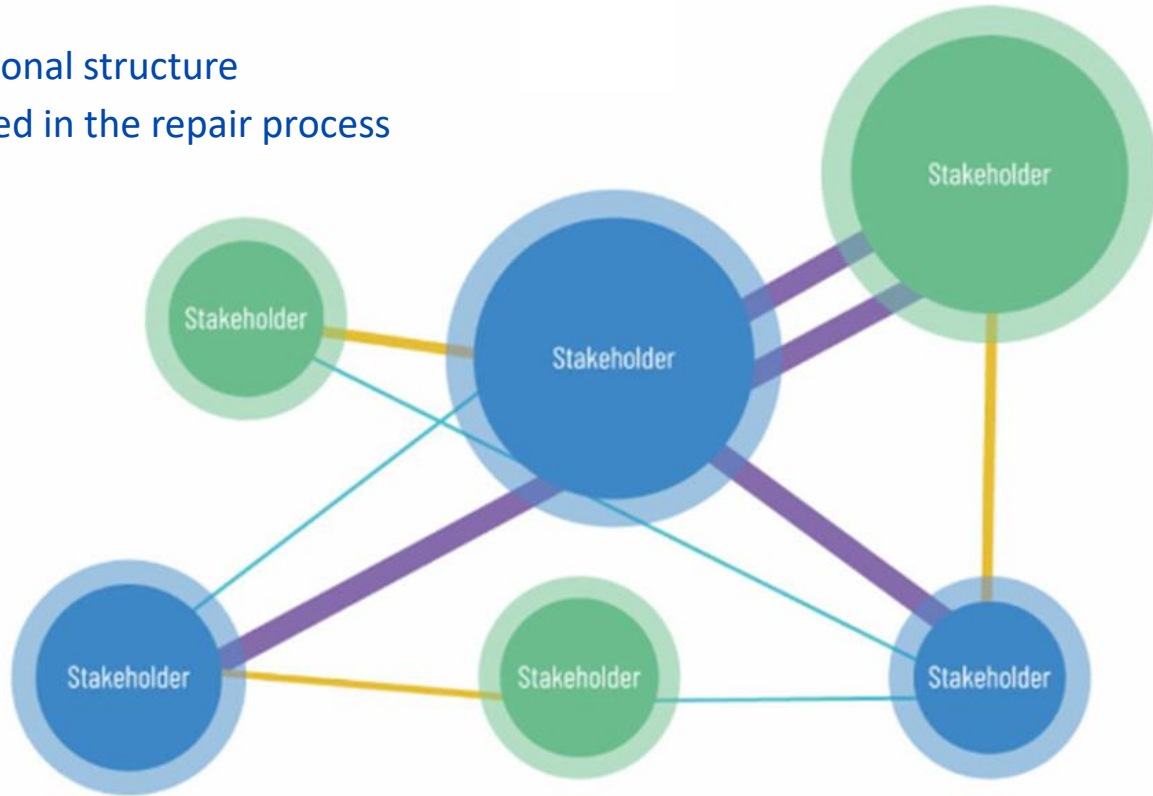 onal structure
ed in the repair process
Stakeholder
Stakeholder
Stakeholder
Stakeholder
Stakeholder
Stakeholder